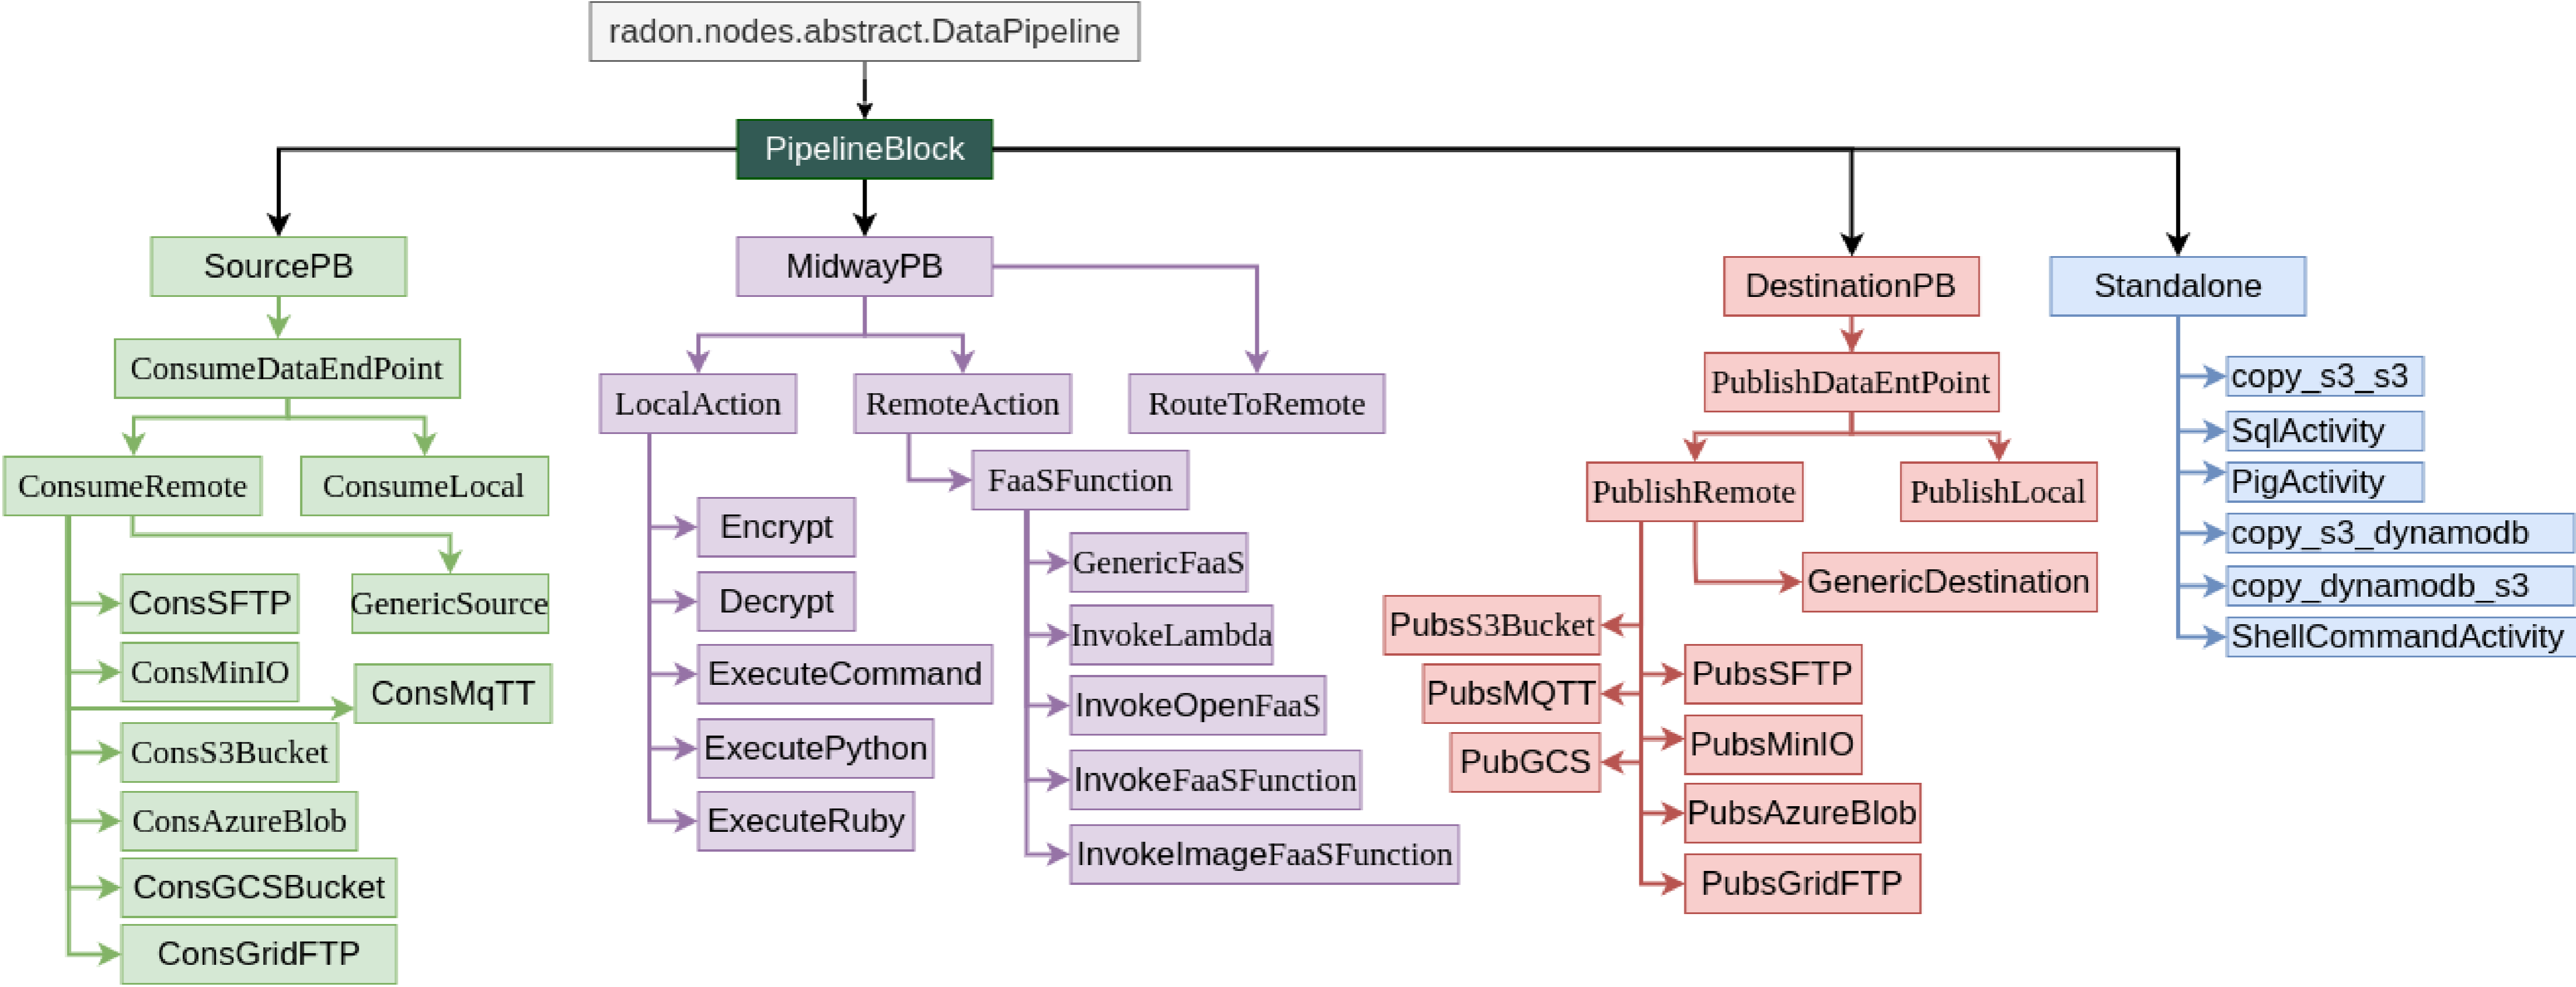 radon.nodes.abstract.DataPipeline
PipelineBlock
SourcePB
MidwayPB
DestinationPB
Standalone
ConsumeDataEndPoint
ConsumeRemote
ConsumeLocal
ConsSFTP
GenericSource
ConsMinIO
ConsMqTT
ConsS3Bucket
ConsAzureBlob
ConsGCSBucket
ConsGridFTP
LocalAction
RemoteAction
RouteToRemote
Encrypt
Decrypt
ExecuteCommand
ExecutePython
ExecuteRuby
FaaSFunction
GenericFaaS
InvokeLambda
InvokeOpenFaaS
InvokeFaaSFunction
InvokeImageFaaSFunction
PublishDataEntPoint
PublishRemote
PublishLocal
GenericDestination
PubsS3Bucket
PubsMQTT
PubGCS
PubsSFTP
PubsMinIO
PubsAzureBlob
PubsGridFTP
copy_s3_s3
SqlActivity
PigActivity
copy_s3_dynamodb
copy_dynamodb_s3
ShellCommandActivity